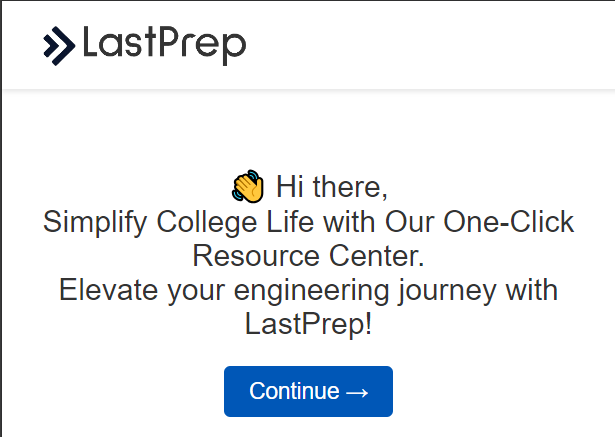 LastPrep
👋 Hi there,
Simplify College Life with Our One-Click
Resource Center.
Elevate your engineering journey with
LastPrep!
Continue →